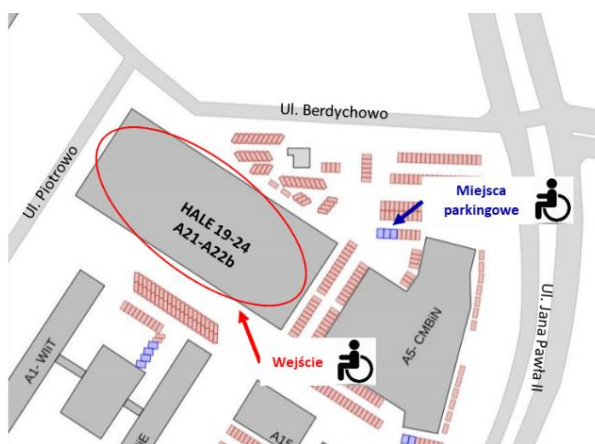 Ul. Berdychowo
Ul. Piotrowo
HALE 19-24
A21-A22b
Miejsca
parkingowe
Ul. Jana Pawła II
A5- CMBiN
Wejście
A1- WIiT
A15